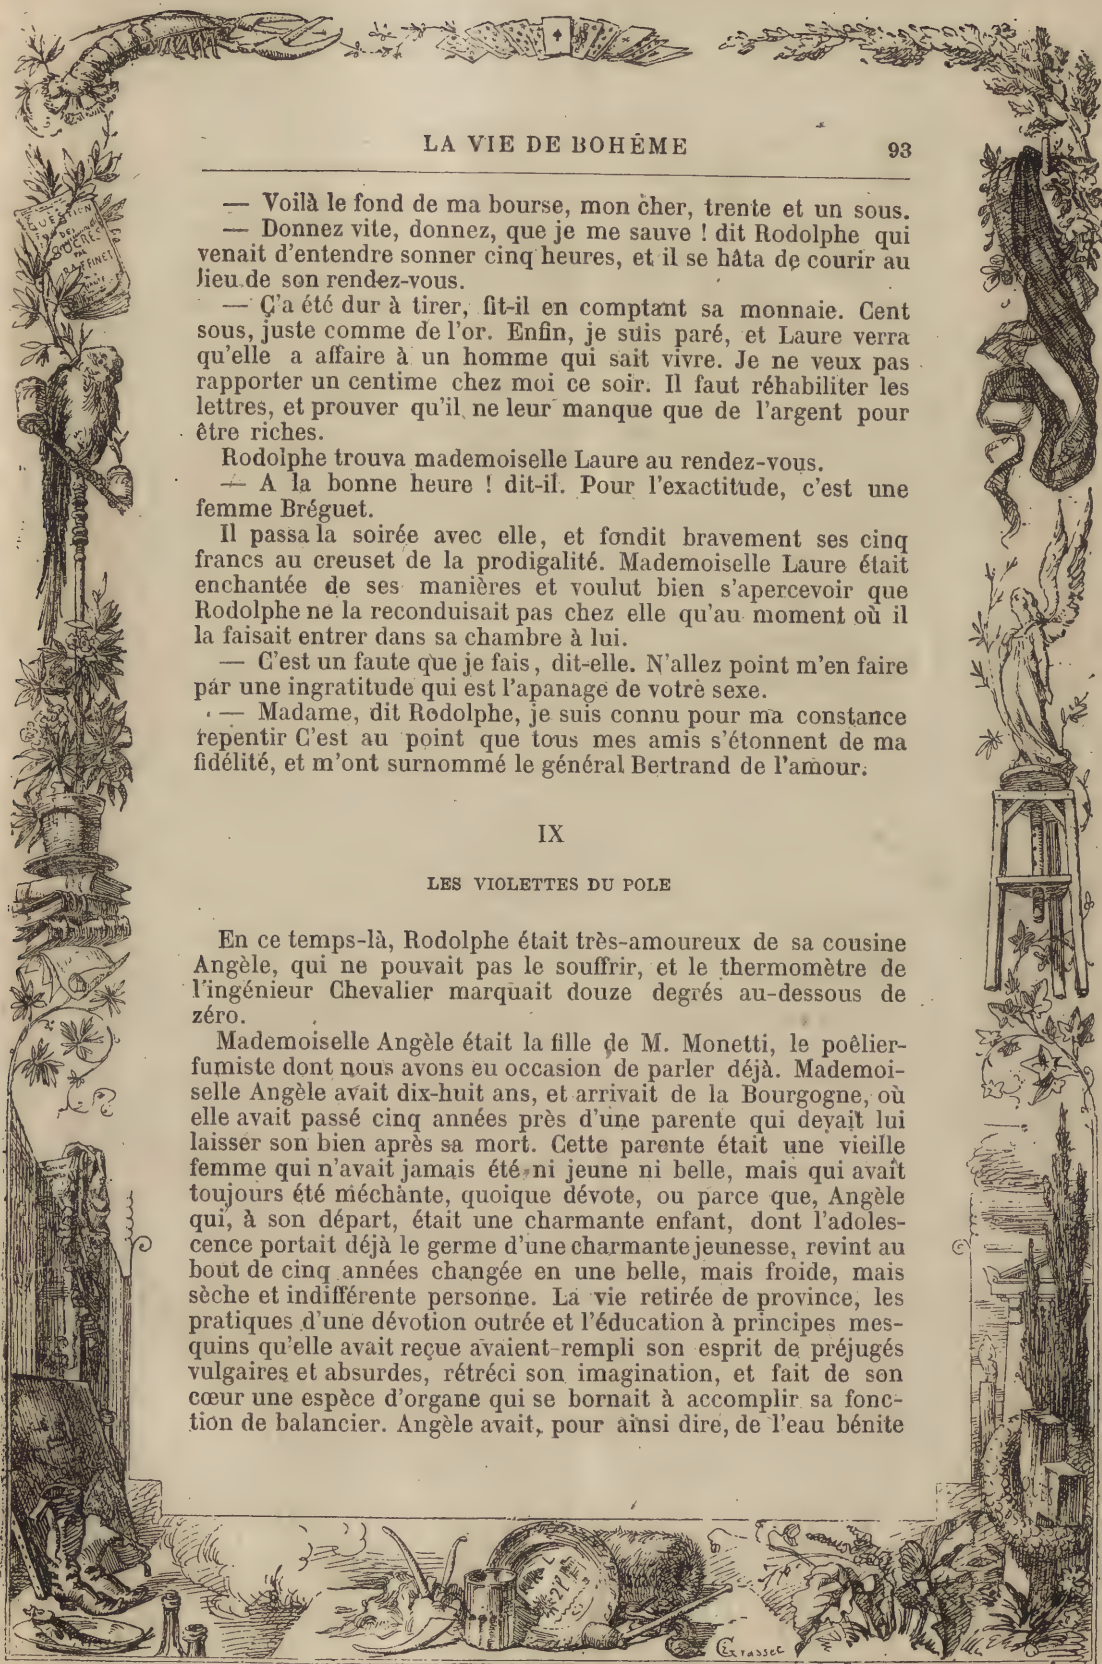 LA VIE DE BOHÊME 93
— Voilà le fond de ma bourse, mon cher, trente et un sous.
— Donnez vite, donnez, que je me sauve ! dit Rodolphe qui
venait d'entendre sonner cinq heures, et il se hâta de courir au
lieu de son rendez-vous.
— Ç'a été dur à tirer, fit-il en comptant sa monnaie. Cent
sous, juste comme de l'or. Enfin, je suis paré, et Laure verra
qu'elle a affaire à un homme qui sait vivre. Je ne veux pas
rapporter un centime chez moi ce soir. Il faut réhabiliter les
lettres, et prouver qu'il ne leur manque que de l'argent pour
être riches.
Rodolphe trouva mademoiselle Laure au rendez-vous.
— A la bonne heure ! dit-il. Pour l'exactitude, c'est une
femme Bréguet.
Il passa la soirée avec elle, et fondit bravement ses cinq
francs au creuset de la prodigalité. Mademoiselle Laure était
enchantée de ses manières et voulut bien s'apercevoir que
Rodolphe ne la reconduisait pas chez elle qu'au moment où il
la faisait entrer dans sa chambre à lui.
— C'est un faute que je fais, dit-elle. N'allez point m'en faire
par une ingratitude qui est l'apanage de votre sexe.
— Madame, dit Rodolphe, je suis connu pour ma constance
repentir C'est au point que tous mes amis s'étonnent de ma
fidélité, et m'ont surnommé le général Bertrand de l'amour.
IX
LES VIOLETTES DU POLE
En ce temps-là, Rodolphe était très-amoureux de sa cousine
Angèle, qui ne pouvait pas le souffrir, et le thermomètre de
l'ingénieur Chevalier marquait douze degrés au-dessous de
zéro.
Mademoiselle Angèle était la fille de M. Monetti, le poêlier-
fumiste dont nous avons eu occasion de parler déjà. Mademoi-
selle Angèle avait dix-huit ans, et arrivait de la Bourgogne, où
elle avait passé cinq années près d'une parente qui devait lui
laisser son bien après sa mort. Cette parente était une vieille
femme qui n'avait jamais été ni jeune ni belle, mais qui avait
toujours été méchante, quoique dévote, ou parce que, Angèle
qui, à son départ, était une charmante enfant, dont l'adoles-
cence portait déjà le germe d'une charmante jeunesse, revint au
bout de cinq années changée en une belle, mais froide, mais
sèche et indifférente personne. La vie retirée de province, les
pratiques d'une dévotion outrée et l'éducation à principes mes-
quins qu'elle avait reçue avaient rempli son esprit de préjugés
vulgaires et absurdes, rétréci son imagination, et fait de son
cœur une espèce d'organe qui se bornait à accomplir sa fonc-
tion de balancier. Angèle avait, pour ainsi dire, de l'eau bénite
QUESTION
DES
SUCRES
PAR
RAFFINET
27
Grasset